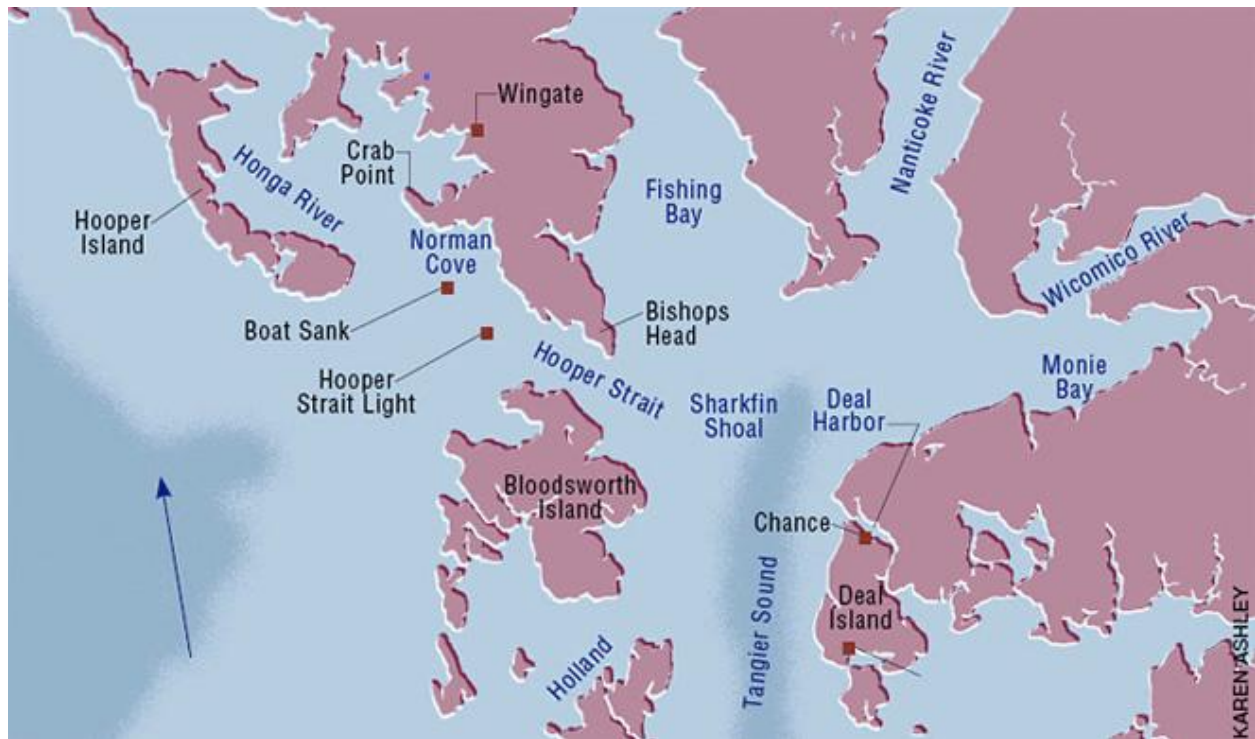 Wingate
Crab
Point
Honga River
Hooper
Island
Norman
Cove
Fishing
Bay
Nanticoke River
Wicomico River
Boat Sank
Bishops
Head
Hooper
Strait Light
Hooper Strait
Sharkfin
Shoal
Deal
Harbor
Monie
Bay
Bloodsworth
Island
Chance
Deal
Island
Tangier Sound
Holland
KAREN ASHLEY